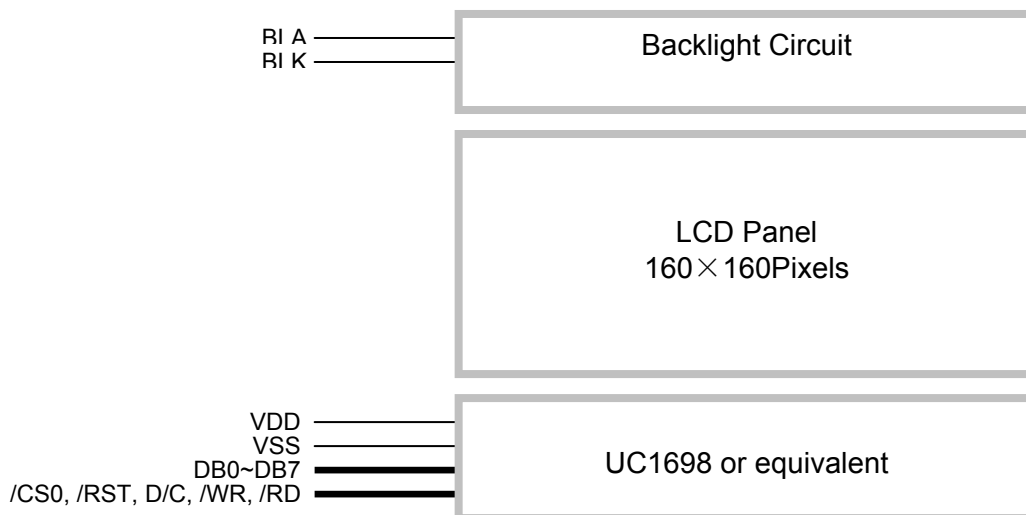 BLA
BLK
Backlight Circuit
LCD Panel
160×160Pixels
VDD
VSS
DB0~DB7
/CS0, /RST, D/C, /WR, /RD
UC1698 or equivalent